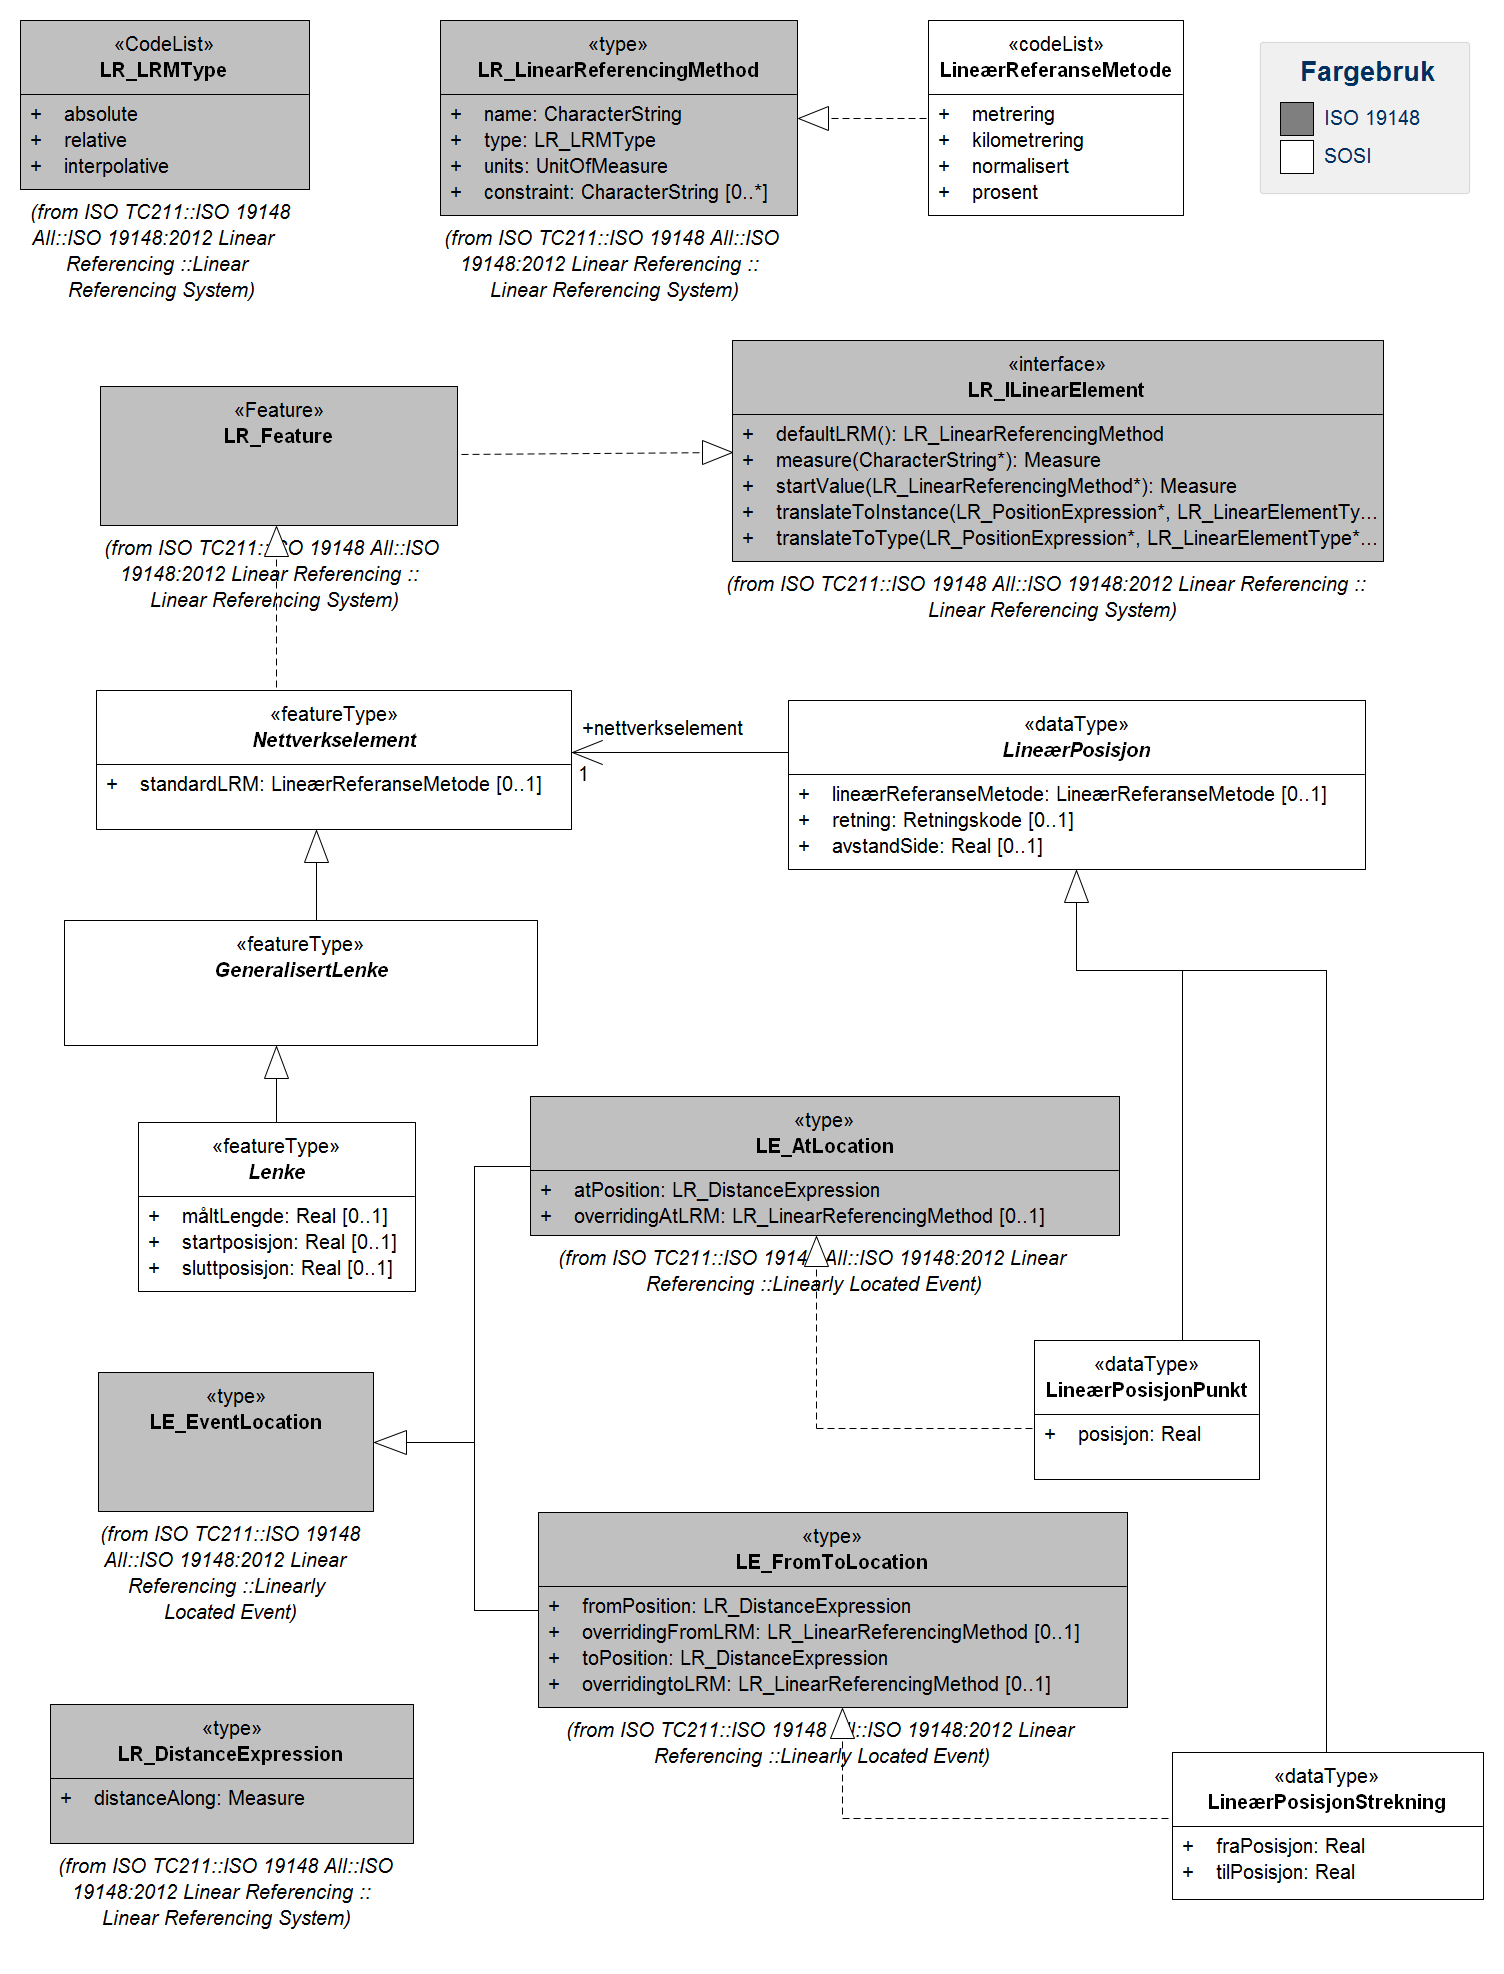 «CodeList»
LR_LRMType
+ absolute
+ relative
+ interpolative
(from ISO TC211::ISO 19148
All::ISO 19148:2012 Linear
Referencing ::Linear
Referencing System)
«type»
LR_LinearReferencingMethod
+ name: CharacterString
+ type: LR_LRMType
+ units: UnitOfMeasure
+ constraint: CharacterString [0..*]
(from ISO TC211::ISO 19148 All::ISO
19148:2012 Linear Referencing ::
Linear Referencing System)
«codeList»
LineærReferanseMetode
+ metrering
+ kilometrering
+ normalisert
+ prosent
Fargebruk
ISO 19148
SOSI
«Feature»
LR_Feature
(from ISO TC211::ISO 19148 All::ISO
19148:2012 Linear Referencing ::
Linear Referencing System)
«interface»
LR_ILinearElement
+ defaultLRM(): LR_LinearReferencingMethod
+ measure(CharacterString*): Measure
+ startValue(LR_LinearReferencingMethod*): Measure
+ translateToInstance(LR_PositionExpression*, LR_LinearElementTy...
+ translateToType(LR_PositionExpression*, LR_LinearElementType*...
(from ISO TC211::ISO 19148 All::ISO 19148:2012 Linear Referencing ::
Linear Referencing System)
«featureType»
Nettverkselement
+ standardLRM: LineærReferanseMetode [0..1]
+nettverkselement
1
«dataType»
LineærPosisjon
+ lineærReferanseMetode: LineærReferanseMetode [0..1]
+ retning: Retningskode [0..1]
+ avstandSide: Real [0..1]
«featureType»
GeneralisertLenke
«featureType»
Lenke
+ måltLengde: Real [0..1]
+ startposisjon: Real [0..1]
+ sluttposisjon: Real [0..1]
«type»
LE_AtLocation
+ atPosition: LR_DistanceExpression
+ overridingAtLRM: LR_LinearReferencingMethod [0..1]
(from ISO TC211::ISO 19148 All::ISO 19148:2012 Linear
Referencing ::Linearly Located Event)
«dataType»
LineærPosisjonPunkt
+ posisjon: Real
«type»
LE_EventLocation
(from ISO TC211::ISO 19148
All::ISO 19148:2012 Linear
Referencing ::Linearly
Located Event)
«type»
LE_FromToLocation
+ fromPosition: LR_DistanceExpression
+ overridingFromLRM: LR_LinearReferencingMethod [0..1]
+ toPosition: LR_DistanceExpression
+ overridingtoLRM: LR_LinearReferencingMethod [0..1]
(from ISO TC211::ISO 19148 All::ISO 19148:2012 Linear
Referencing ::Linearly Located Event)
«type»
LR_DistanceExpression
+ distanceAlong: Measure
(from ISO TC211::ISO 19148 All::ISO
19148:2012 Linear Referencing ::
Linear Referencing System)
«dataType»
LineærPosisjonStrekning
+ fraPosisjon: Real
+ tilPosisjon: Real